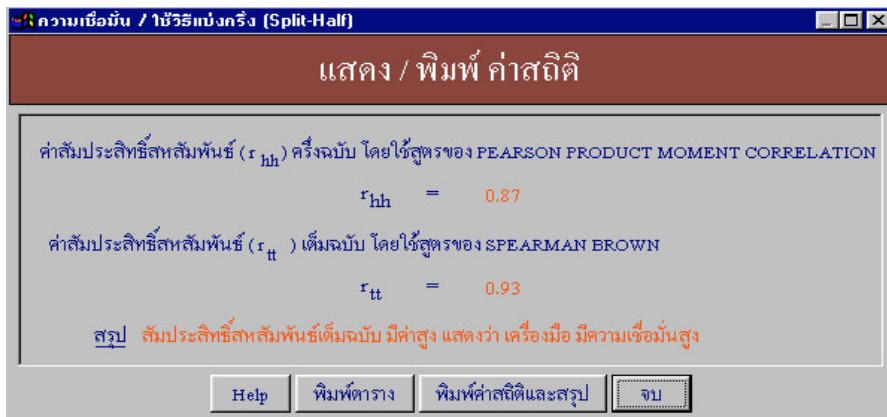 ความเชื่อมั่น / ใช้วิธีแบ่งครึ่ง (Split-Half)
แสดง / พิมพ์ ค่าสถิติ
ค่าสัมประสิทธิ์สหสัมพันธ์ (r hh) ครึ่งฉบับ โดยใช้สูตรของ PEARSON PRODUCT MOMENT CORRELATION
r hh = 0.87
ค่าสัมประสิทธิ์สหสัมพันธ์ (r tt ) เต็มฉบับ โดยใช้สูตรของ SPEARMAN BROWN
r tt = 0.93
สรุป สัมประสิทธิ์สหสัมพันธ์เต็มฉบับ มีค่าสูง แสดงว่า เครื่องมือ มีความเชื่อมั่นสูง
Help พิมพ์ตาราง พิมพ์ค่าสถิติและสรุป จบ